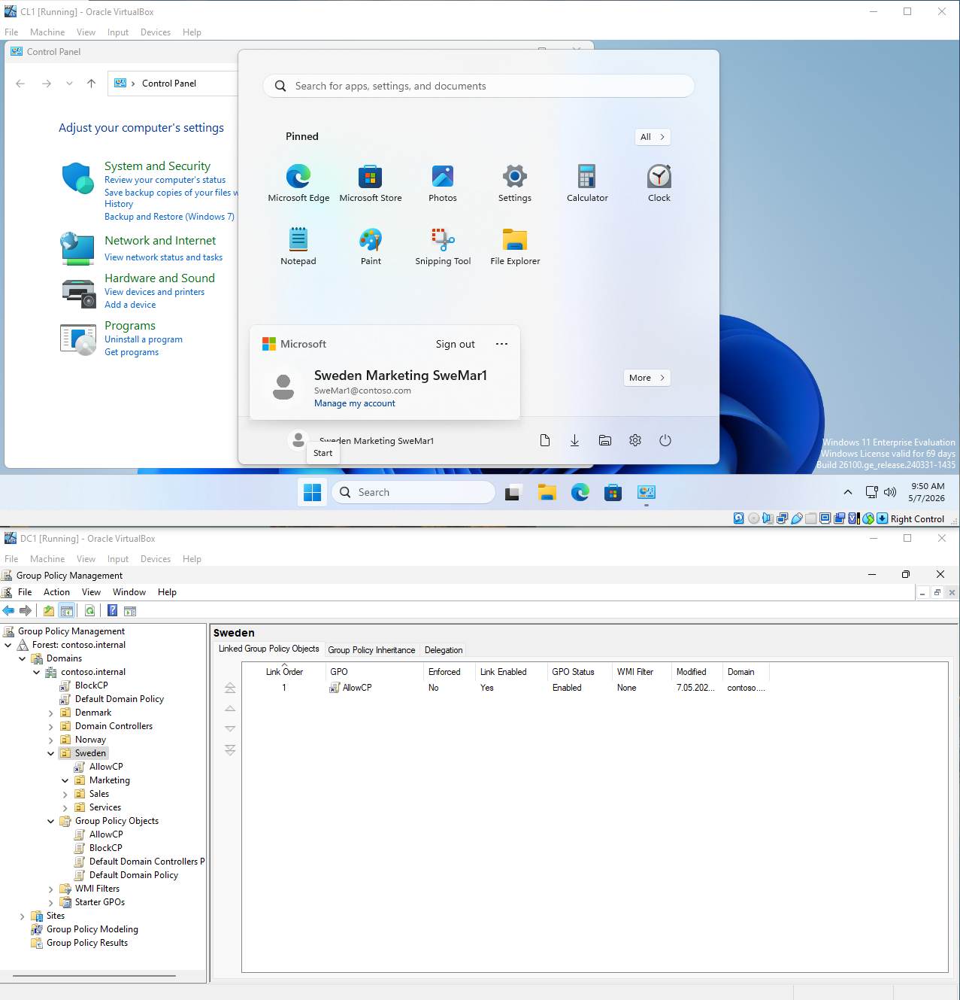 CL1 [Running] - Oracle VirtualBox
File Machine View Input Devices Help
Control Panel
Control Panel
Adjust your computer's settings
System and Security
Review your computer's status
Save backup copies of your files w
History
Backup and Restore (Windows 7)
Network and Internet
View network status and tasks
Hardware and Sound
View devices and printers
Add a device
Programs
Uninstall a program
Get programs
Search for apps, settings, and documents
Pinned
All
Microsoft Edge Microsoft Store Photos Settings Calculator Clock
Notepad Paint Snipping Tool File Explorer
Microsoft Sign out
Sweden Marketing SweMar1
SweMar1@contoso.com
Manage my account
More
Sweden Marketing SweMar1
Start
Windows 11 Enterprise Evaluation
Windows License valid for 69 days
Build 26100.ge_release.240331-1435
Search
9:50 AM
5/7/2026
Right Control
DC1 [Running] - Oracle VirtualBox
File Machine View Input Devices Help
Group Policy Management
File Action View Window Help
Group Policy Management
Forest: contoso.internal
Domains
contoso.internal
BlockCP
Default Domain Policy
Denmark
Domain Controllers
Norway
Sweden
AllowCP
Marketing
Sales
Services
Group Policy Objects
AllowCP
BlockCP
Default Domain Controllers P
Default Domain Policy
WMI Filters
Starter GPOs
Sites
Group Policy Modeling
Group Policy Results
Sweden
Linked Group Policy Objects Group Policy Inheritance Delegation
Link Order GPO Enforced Link Enabled GPO Status WMI Filter Modified Domain
1 AllowCP No Yes Enabled None 7.05.202... contoso....